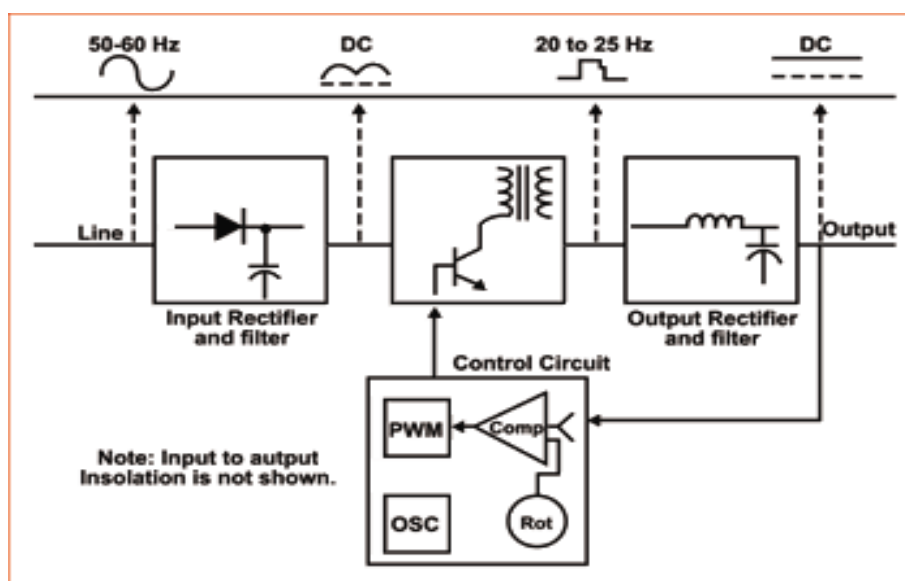 50-60 Hz
DC
20 to 25 Hz
DC
Line
Output
Input Rectifier
and filter
Output Rectifier
and filter
Control Circuit
PWM
Comp
OSC
Rot
Note: Input to autput
Insolation is not shown.